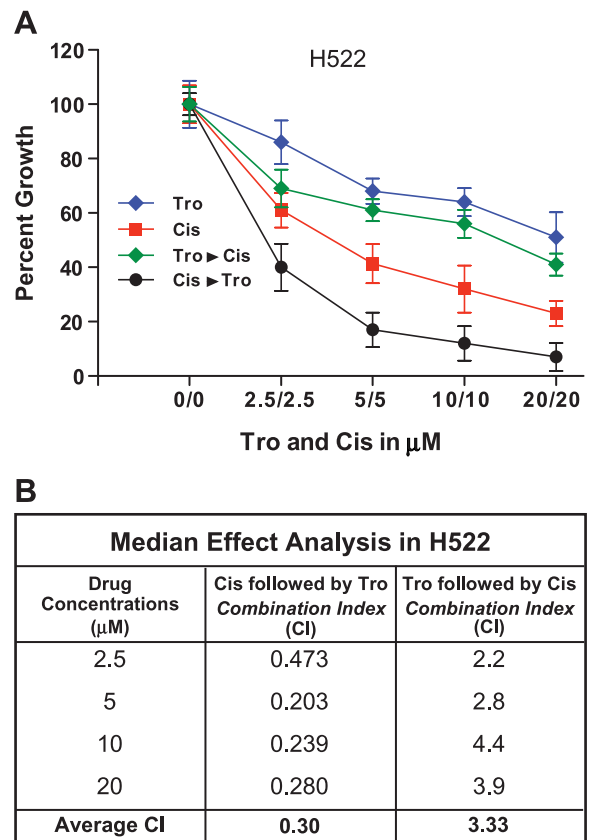 A
H522
120
100
80
60
40
20
0
Percent Growth
Tro
Cis
Tro ► Cis
Cis ► Tro
0/0 2.5/2.5 5/5 10/10 20/20
Tro and Cis in μM
B
Median Effect Analysis in H522
Drug Concentrations (μM)
Cis followed by Tro Combination Index (CI)
Tro followed by Cis Combination Index (CI)
2.5 0.473 2.2
5 0.203 2.8
10 0.239 4.4
20 0.280 3.9
Average CI 0.30 3.33